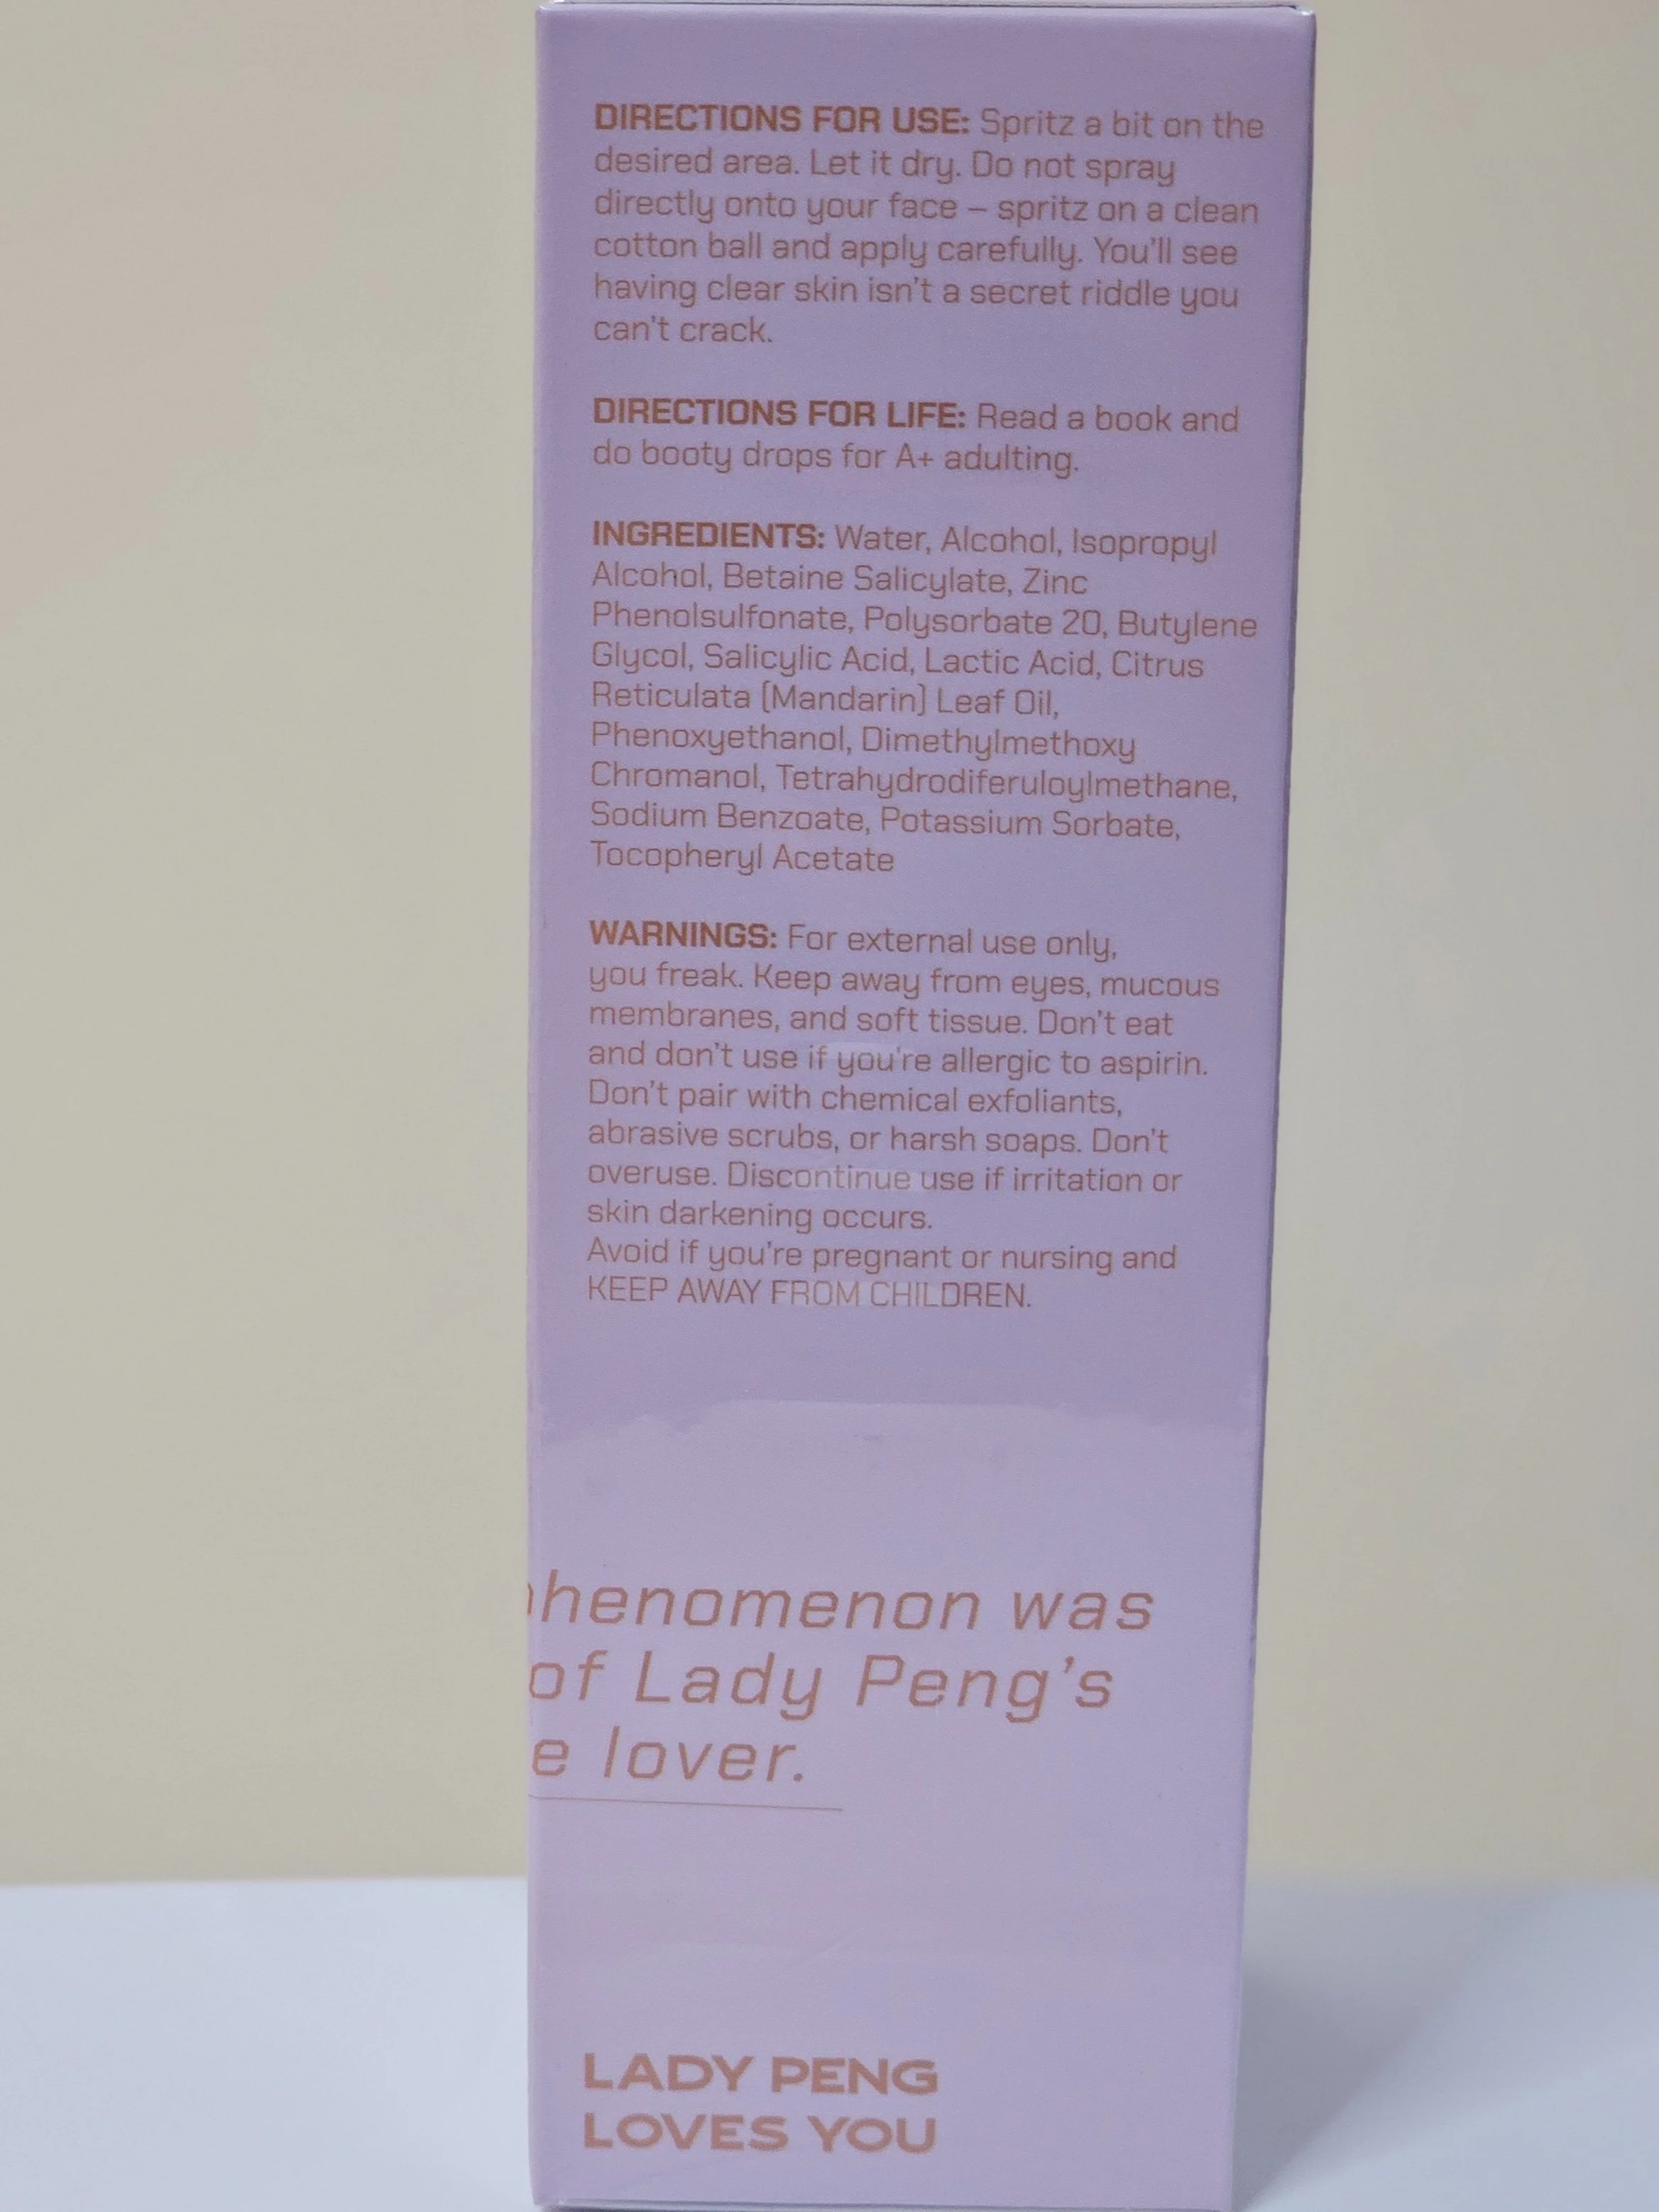 DIRECTIONS FOR USE: Spritz a bit on the
desired area. Let it dry. Do not spray
directly onto your face – spritz on a clean
cotton ball and apply carefully. You'll see
having clear skin isn't a secret riddle you
can't crack.
DIRECTIONS FOR LIFE: Read a book and
do booty drops for A+ adulting.
INGREDIENTS: Water, Alcohol, Isopropyl
Alcohol, Betaine Salicylate, Zinc
Phenolsulfonate, Polysorbate 20, Butylene
Glycol, Salicylic Acid, Lactic Acid, Citrus
Reticulata (Mandarin) Leaf Oil,
Phenoxyethanol, Dimethylmethoxy
Chromanol, Tetrahydrodiferuloylmethane,
Sodium Benzoate, Potassium Sorbate,
Tocopheryl Acetate
WARNINGS: For external use only,
you freak. Keep away from eyes, mucous
membranes, and soft tissue. Don't eat
and don't use if you're allergic to aspirin.
Don't pair with chemical exfoliants,
abrasive scrubs, or harsh soaps. Don't
overuse. Discontinue use if irritation or
skin darkening occurs.
Avoid if you're pregnant or nursing and
KEEP AWAY FROM CHILDREN.
henomenon was
of Lady Peng's
e lover.
LADY PENG
LOVES YOU